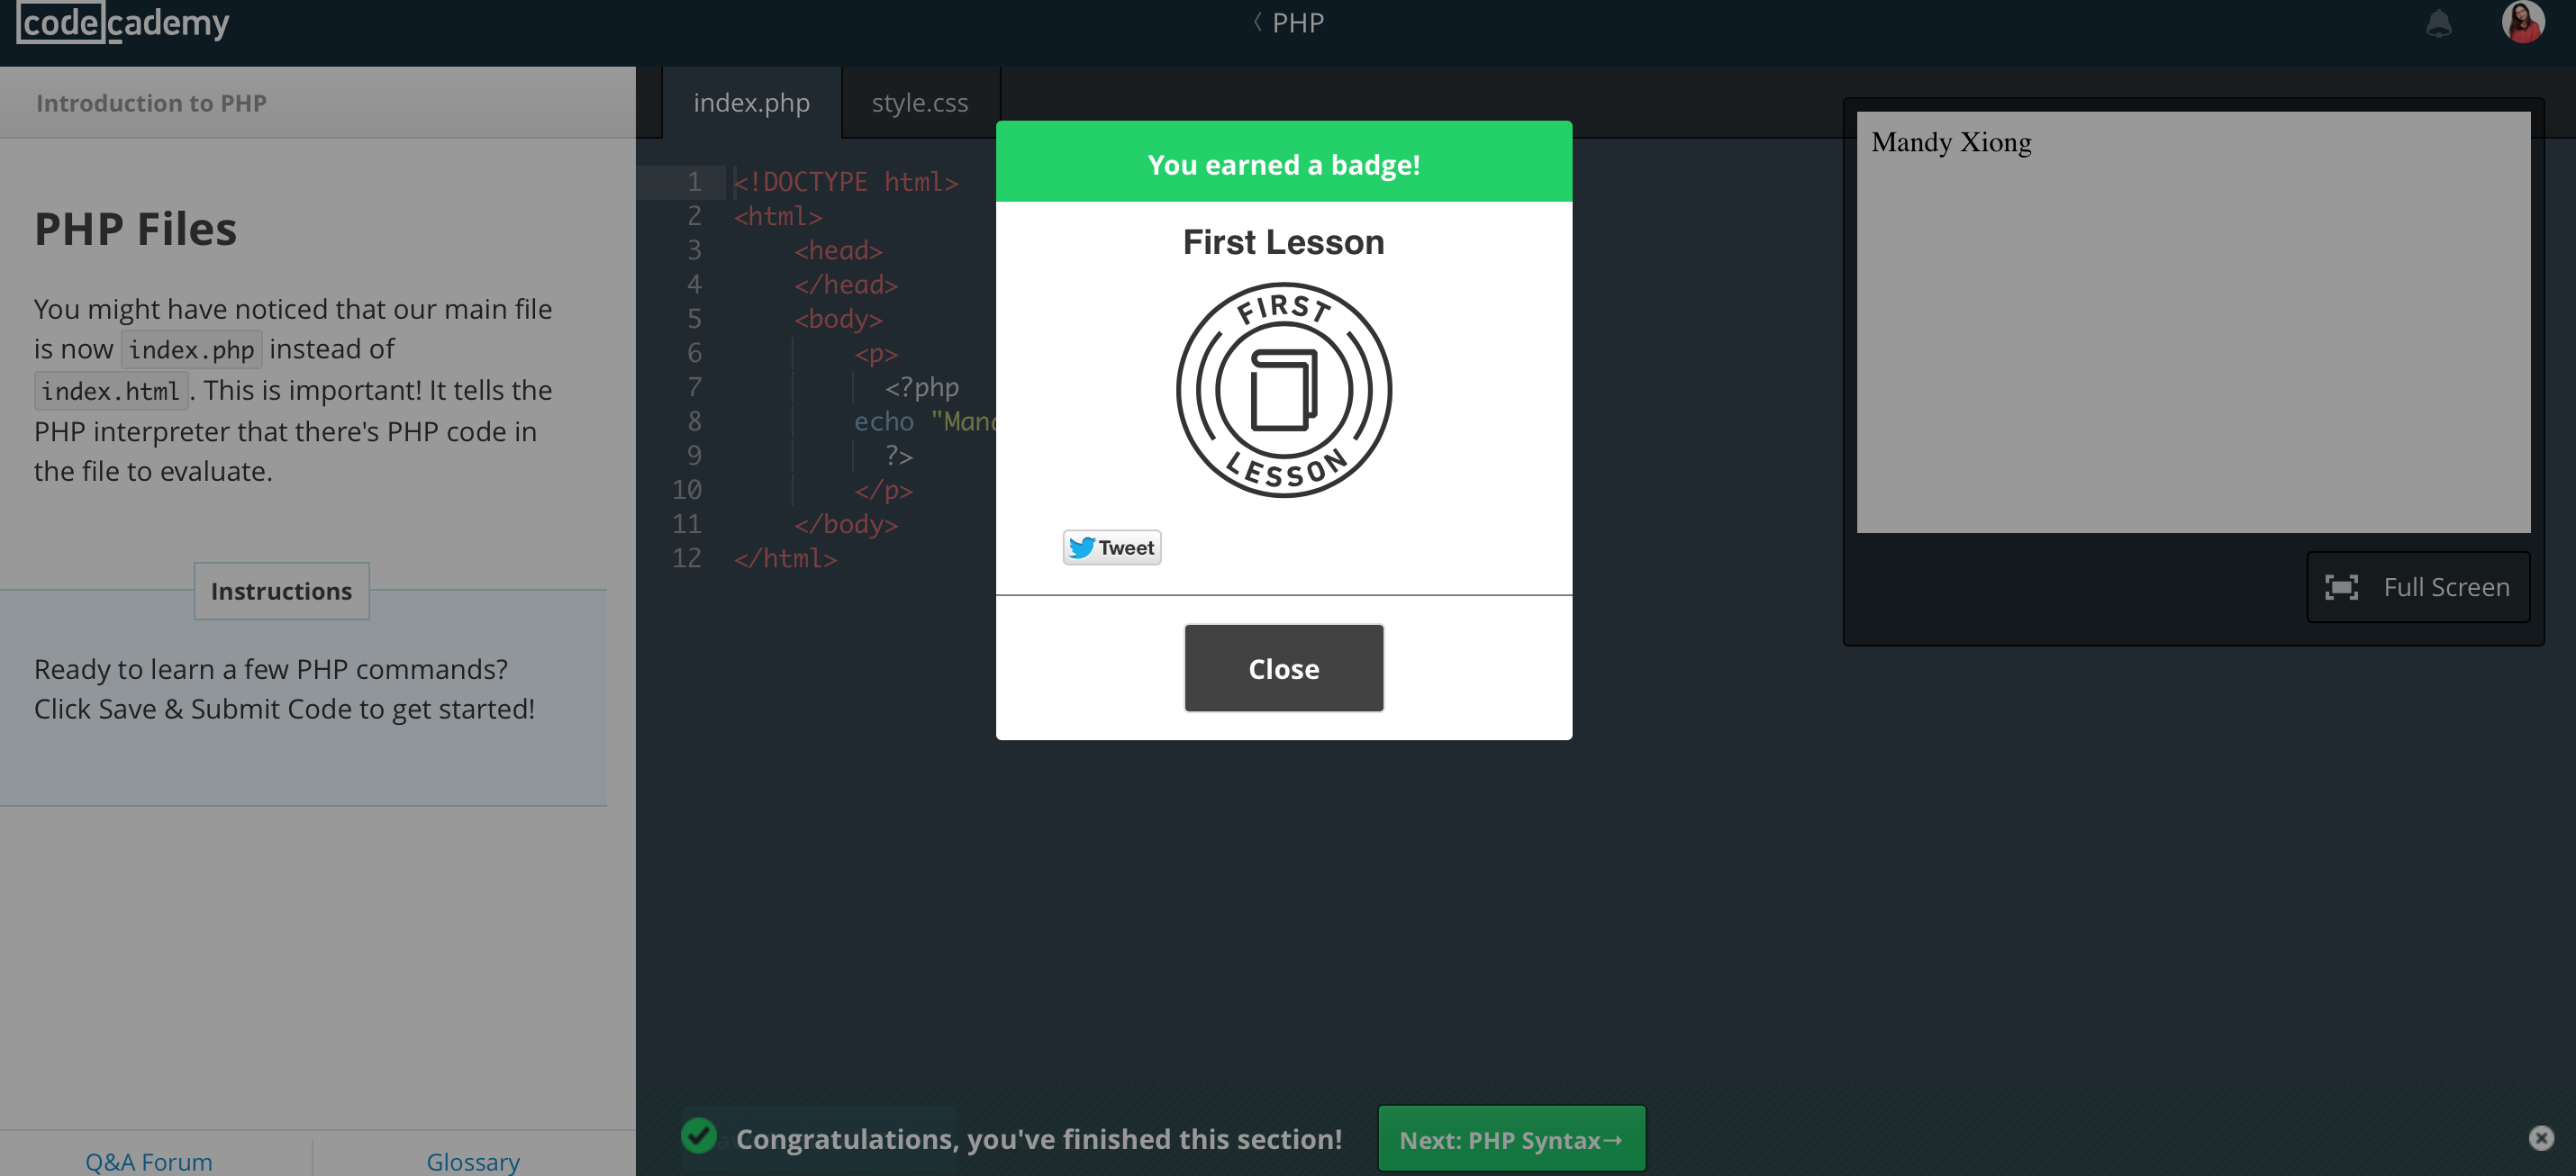 codecademy
PHP
Introduction to PHP
PHP Files
You might have noticed that our main file
is now index.php instead of
index.html. This is important! It tells the
PHP interpreter that there's PHP code in
the file to evaluate.
Instructions
Ready to learn a few PHP commands?
Click Save & Submit Code to get started!
Q&A Forum
Glossary
index.php
style.css
1 <!DOCTYPE html>
2 <html>
3 <head>
4 </head>
5 <body>
6 <p>
7 <?php
8 echo "Man
9 ?>
10 </p>
11 </body>
12 </html>
You earned a badge!
First Lesson
FIRST
LESSON
Tweet
Close
Mandy Xiong
Full Screen
Congratulations, you've finished this section!
Next: PHP Syntax→